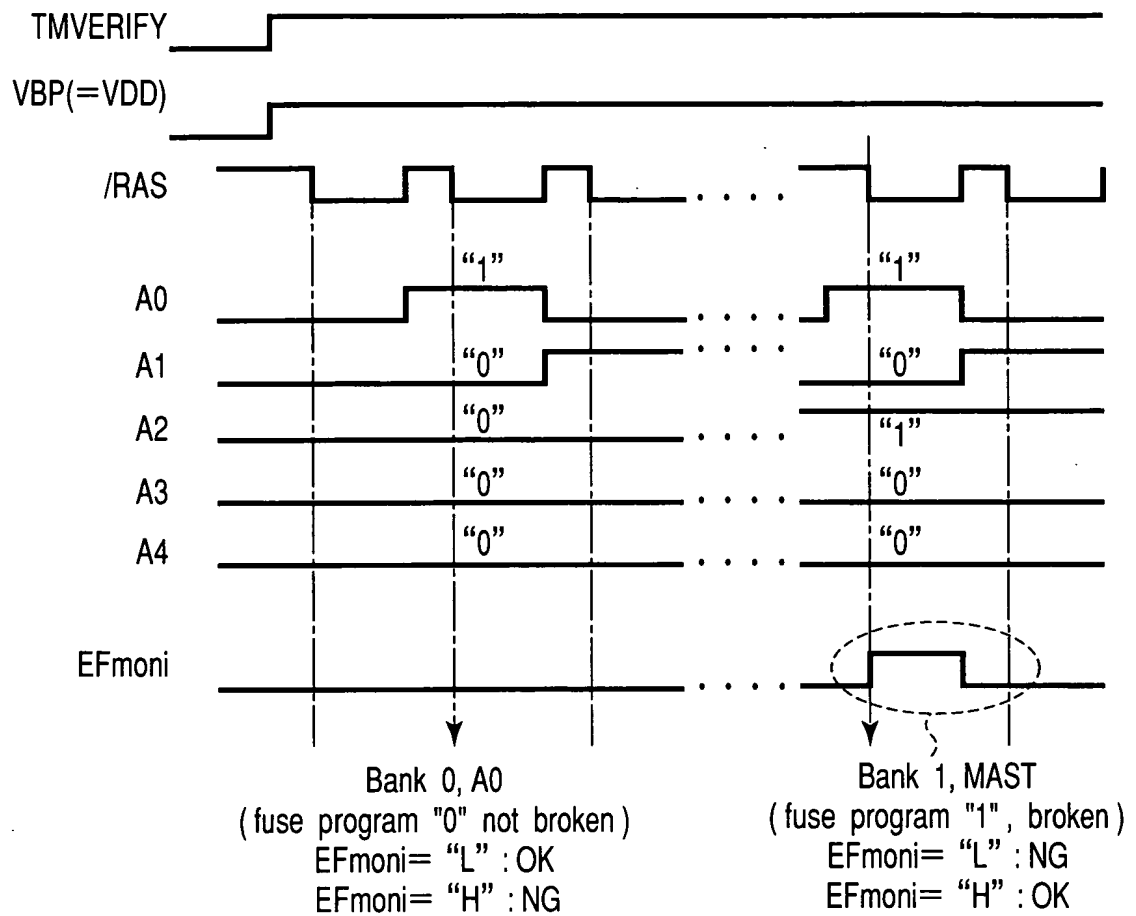 TMVERIFY
VBP(=VDD)
/RAS
A0 “1” “1”
A1 “0” “0”
A2 “0” “1”
A3 “0” “0”
A4 “0” “0”
EFmoni
Bank 0, A0
(fuse program "0" not broken)
EFmoni= “L” : OK
EFmoni= “H” : NG
Bank 1, MAST
(fuse program "1", broken)
EFmoni= “L” : NG
EFmoni= “H” : OK